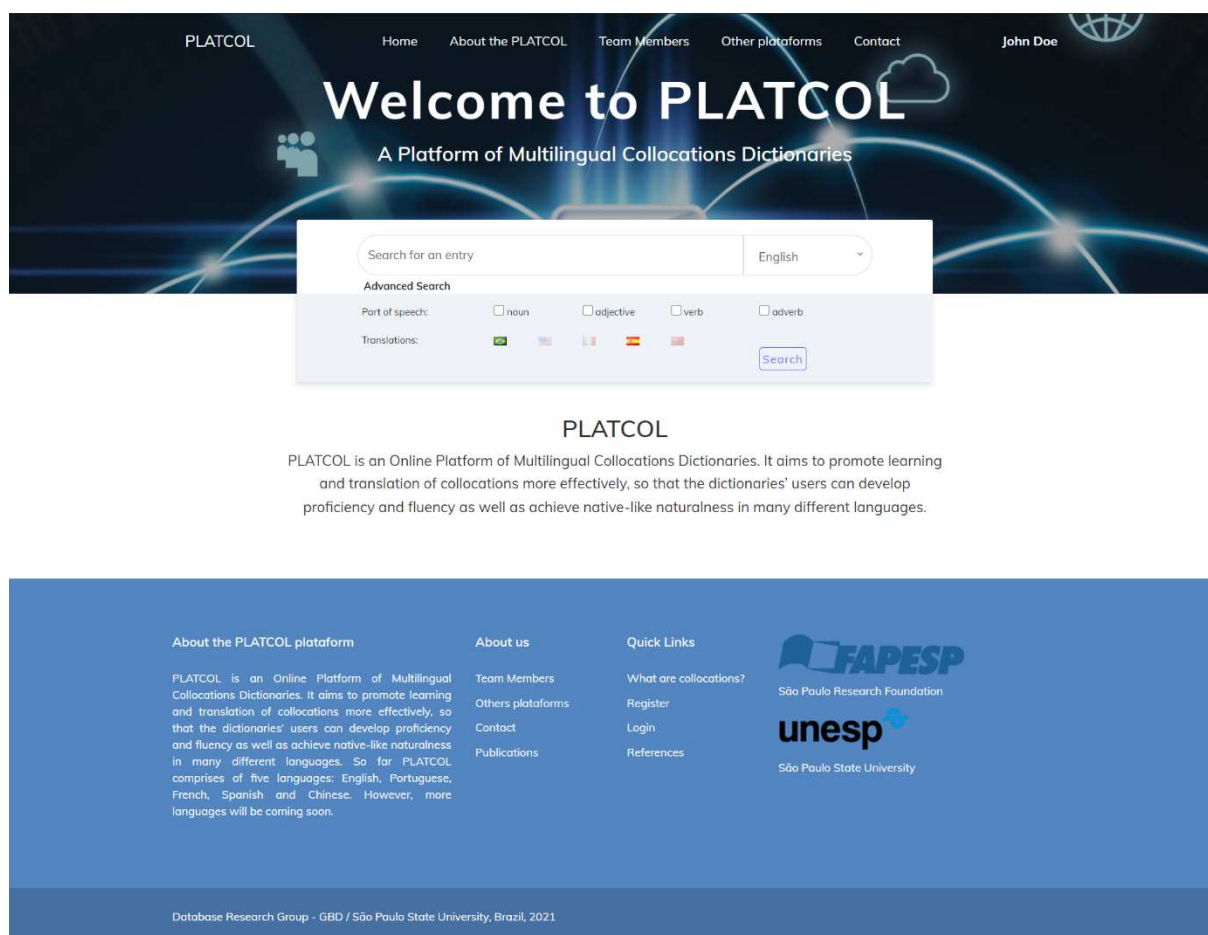 PLATCOL Home About the PLATCOL Team Members Other plataforms Contact John Doe
Welcome to PLATCOL
A Platform of Multilingual Collocations Dictionaries
Search for an entry English
Advanced Search
Part of speech: noun adjective verb adverb
Translations:
Search
PLATCOL
PLATCOL is an Online Platform of Multilingual Collocations Dictionaries. It aims to promote learning
and translation of collocations more effectively, so that the dictionaries' users can develop
proficiency and fluency as well as achieve native-like naturalness in many different languages.
About the PLATCOL plataform
PLATCOL is an Online Platform of Multilingual
Collocations Dictionaries. It aims to promote learning
and translation of collocations more effectively, so
that the dictionaries' users can develop proficiency
and fluency as well as achieve native-like naturalness
in many different languages. So far PLATCOL
comprises of five languages: English, Portuguese,
French, Spanish and Chinese. However, more
languages will be coming soon.
About us
Team Members
Others plataforms
Contact
Publications
Quick Links
What are collocations?
Register
Login
References
FAPESP
São Paulo Research Foundation
unesp
São Paulo State University
Database Research Group - GBD / São Paulo State University, Brazil, 2021